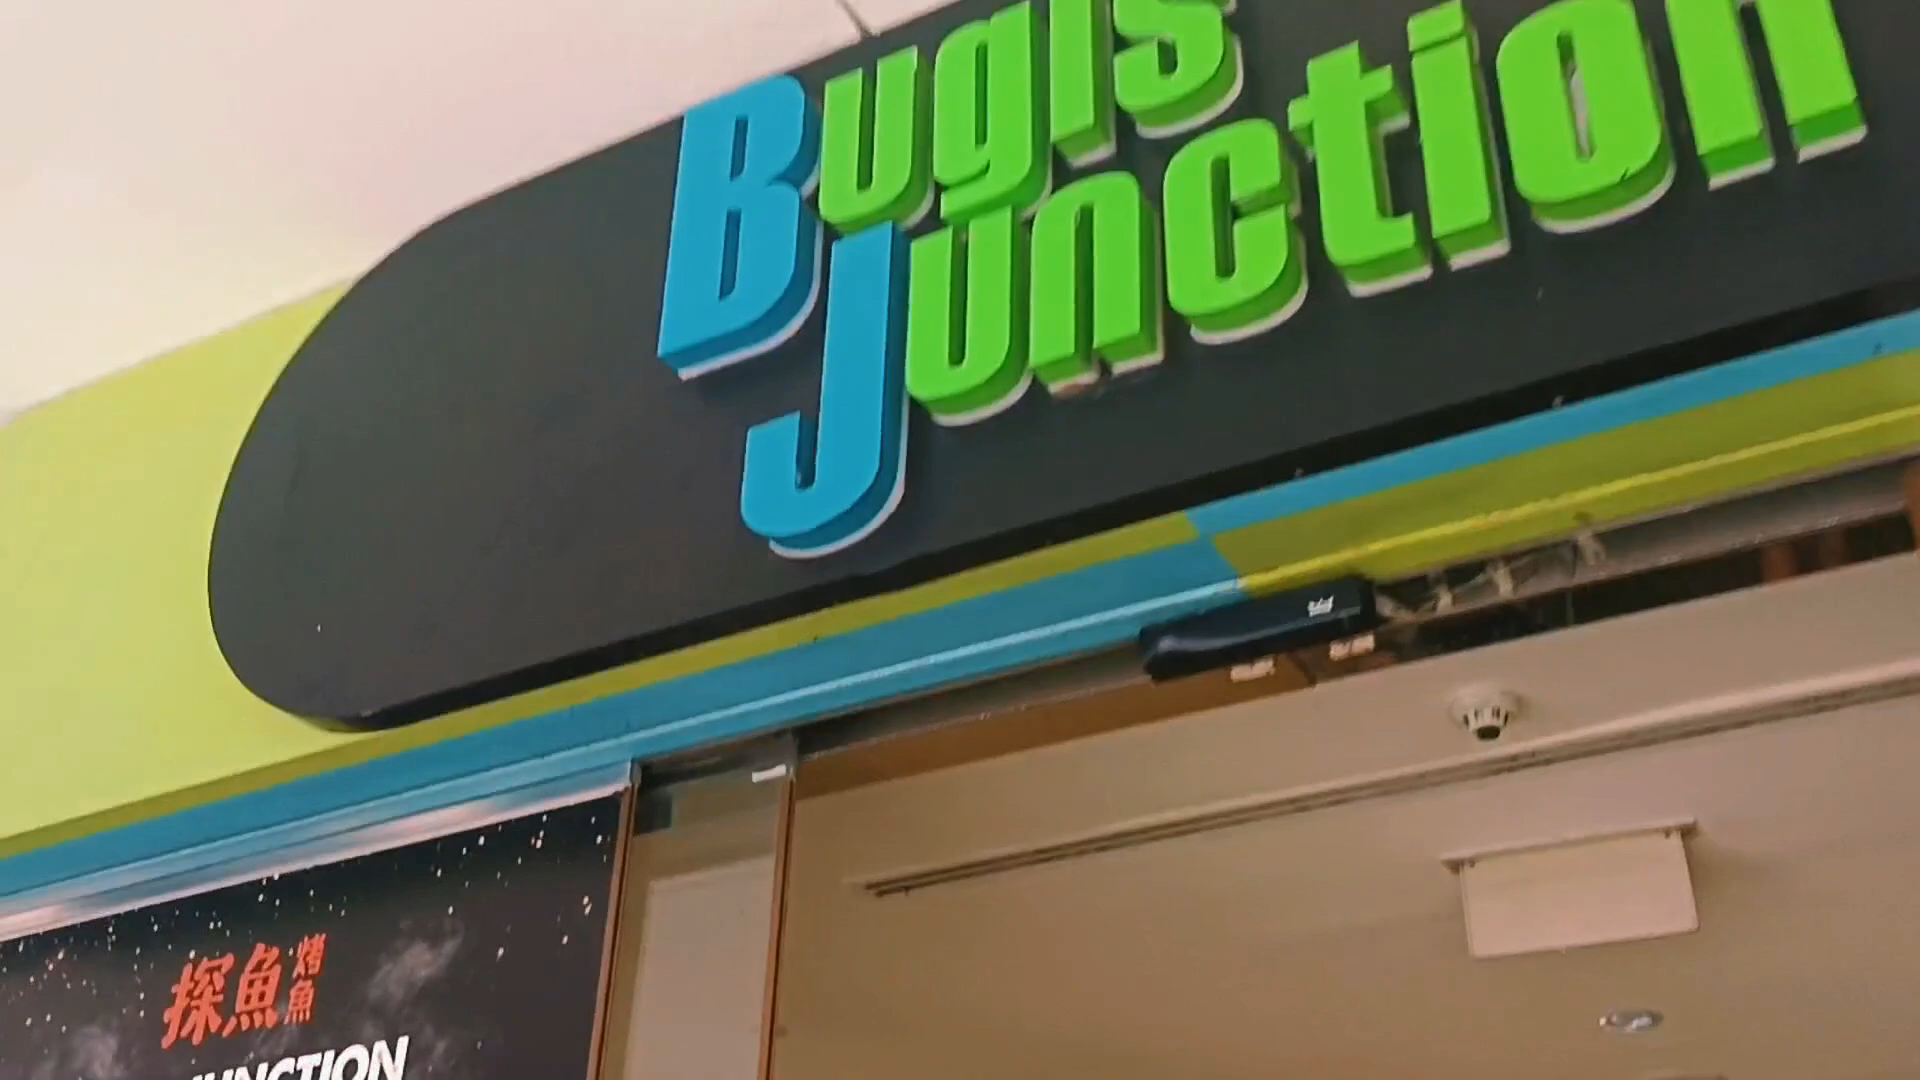 Bugis
Junction
探魚 烤魚
JUNCTION